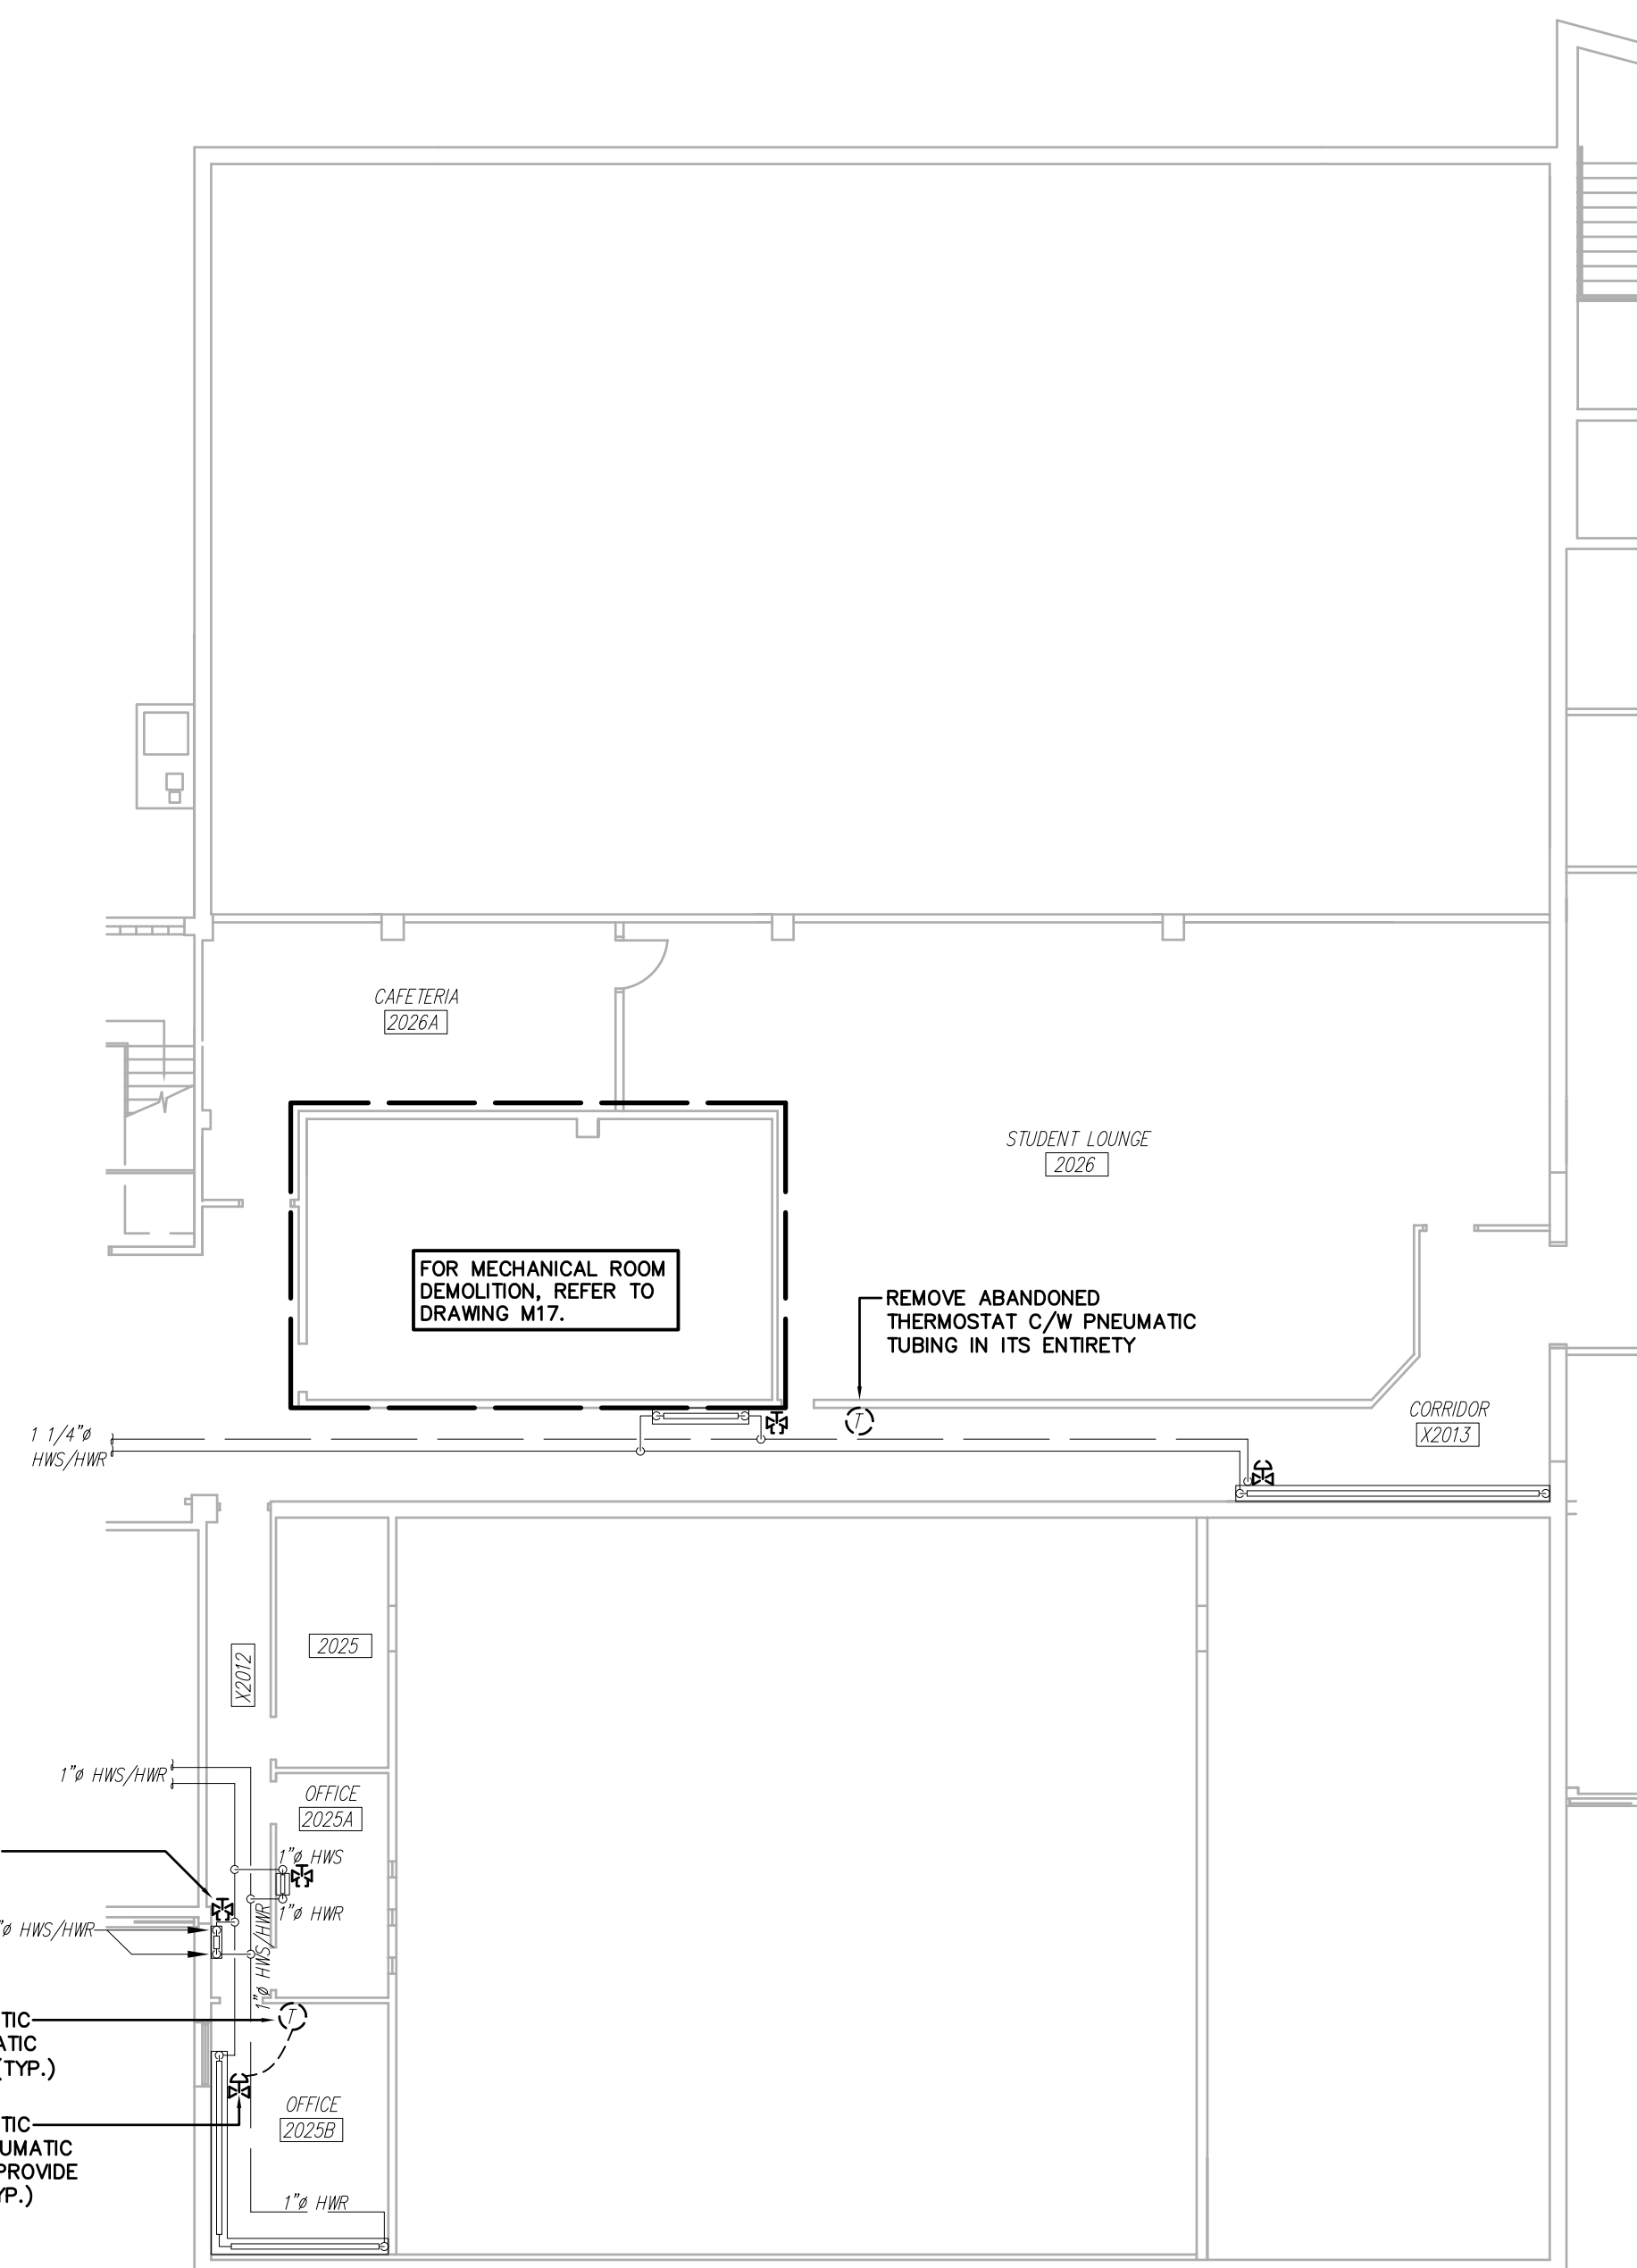 CAFETERIA
2026A
STUDENT LOUNGE
2026
FOR MECHANICAL ROOM
DEMOLITION, REFER TO
DRAWING M17.
REMOVE ABANDONED
THERMOSTAT C/W PNEUMATIC
TUBING IN ITS ENTIRETY
CORRIDOR
X2013
1 1/4"ø
HWS/HWR
2025
X2012
1"ø HWS/HWR
OFFICE
2025A
1"ø HWS
1"ø HWR
"ø HWS/HWR
1"ø HWS/HWR
T
T
TIC
ATIC
(TYP.)
OFFICE
2025B
TIC
UMATIC
PROVIDE
YP.)
1"ø HWR